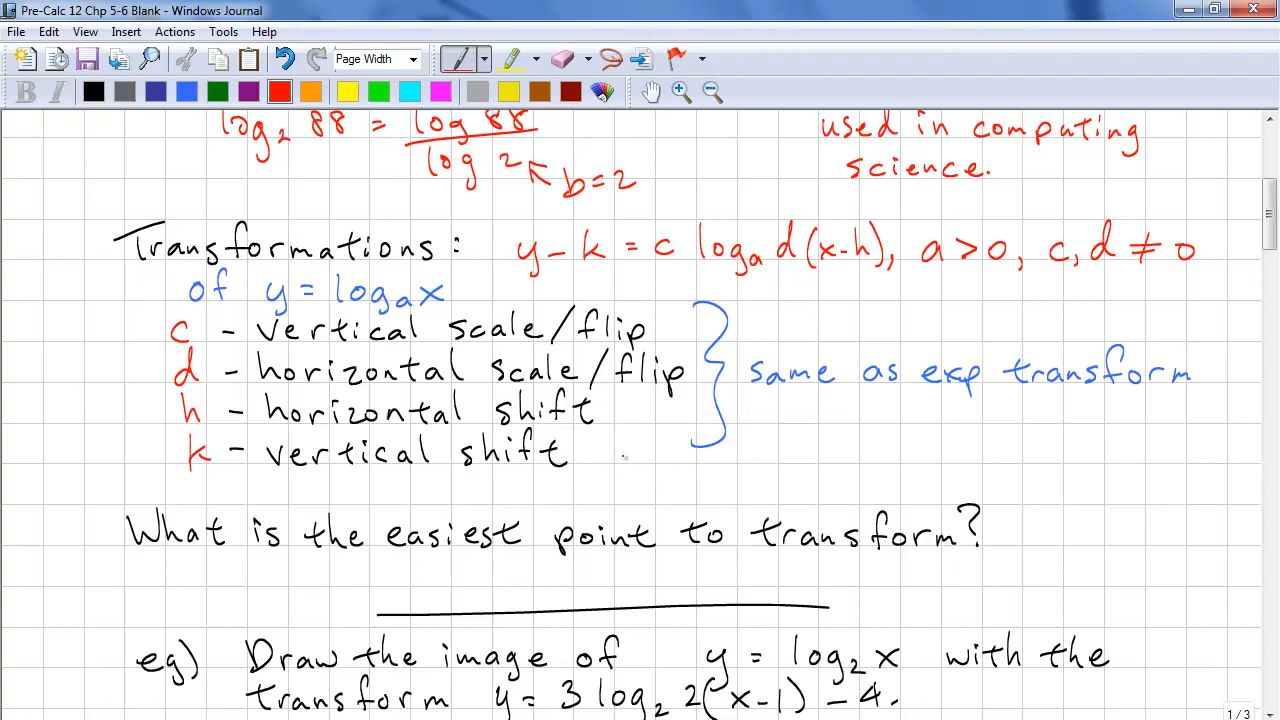 Pre-Calc 12 Chp 5-6 Blank - Windows Journal
File Edit View Insert Actions Tools Help
Page Width
B I
log₂ 88 = log 88 / log 2
b=2
used in computing
science.
Transformations: y - k = c logₐ d(x-h), a > 0, c, d ≠ 0
of y = logₐ x
c - vertical scale/flip
d - horizontal scale/flip
h - horizontal shift
k - vertical shift
same as exp transform
What is the easiest point to transform?
eg) Draw the image of y = log₂ x with the
transform y = 3 log₂ 2(x-1) - 4.
1/3